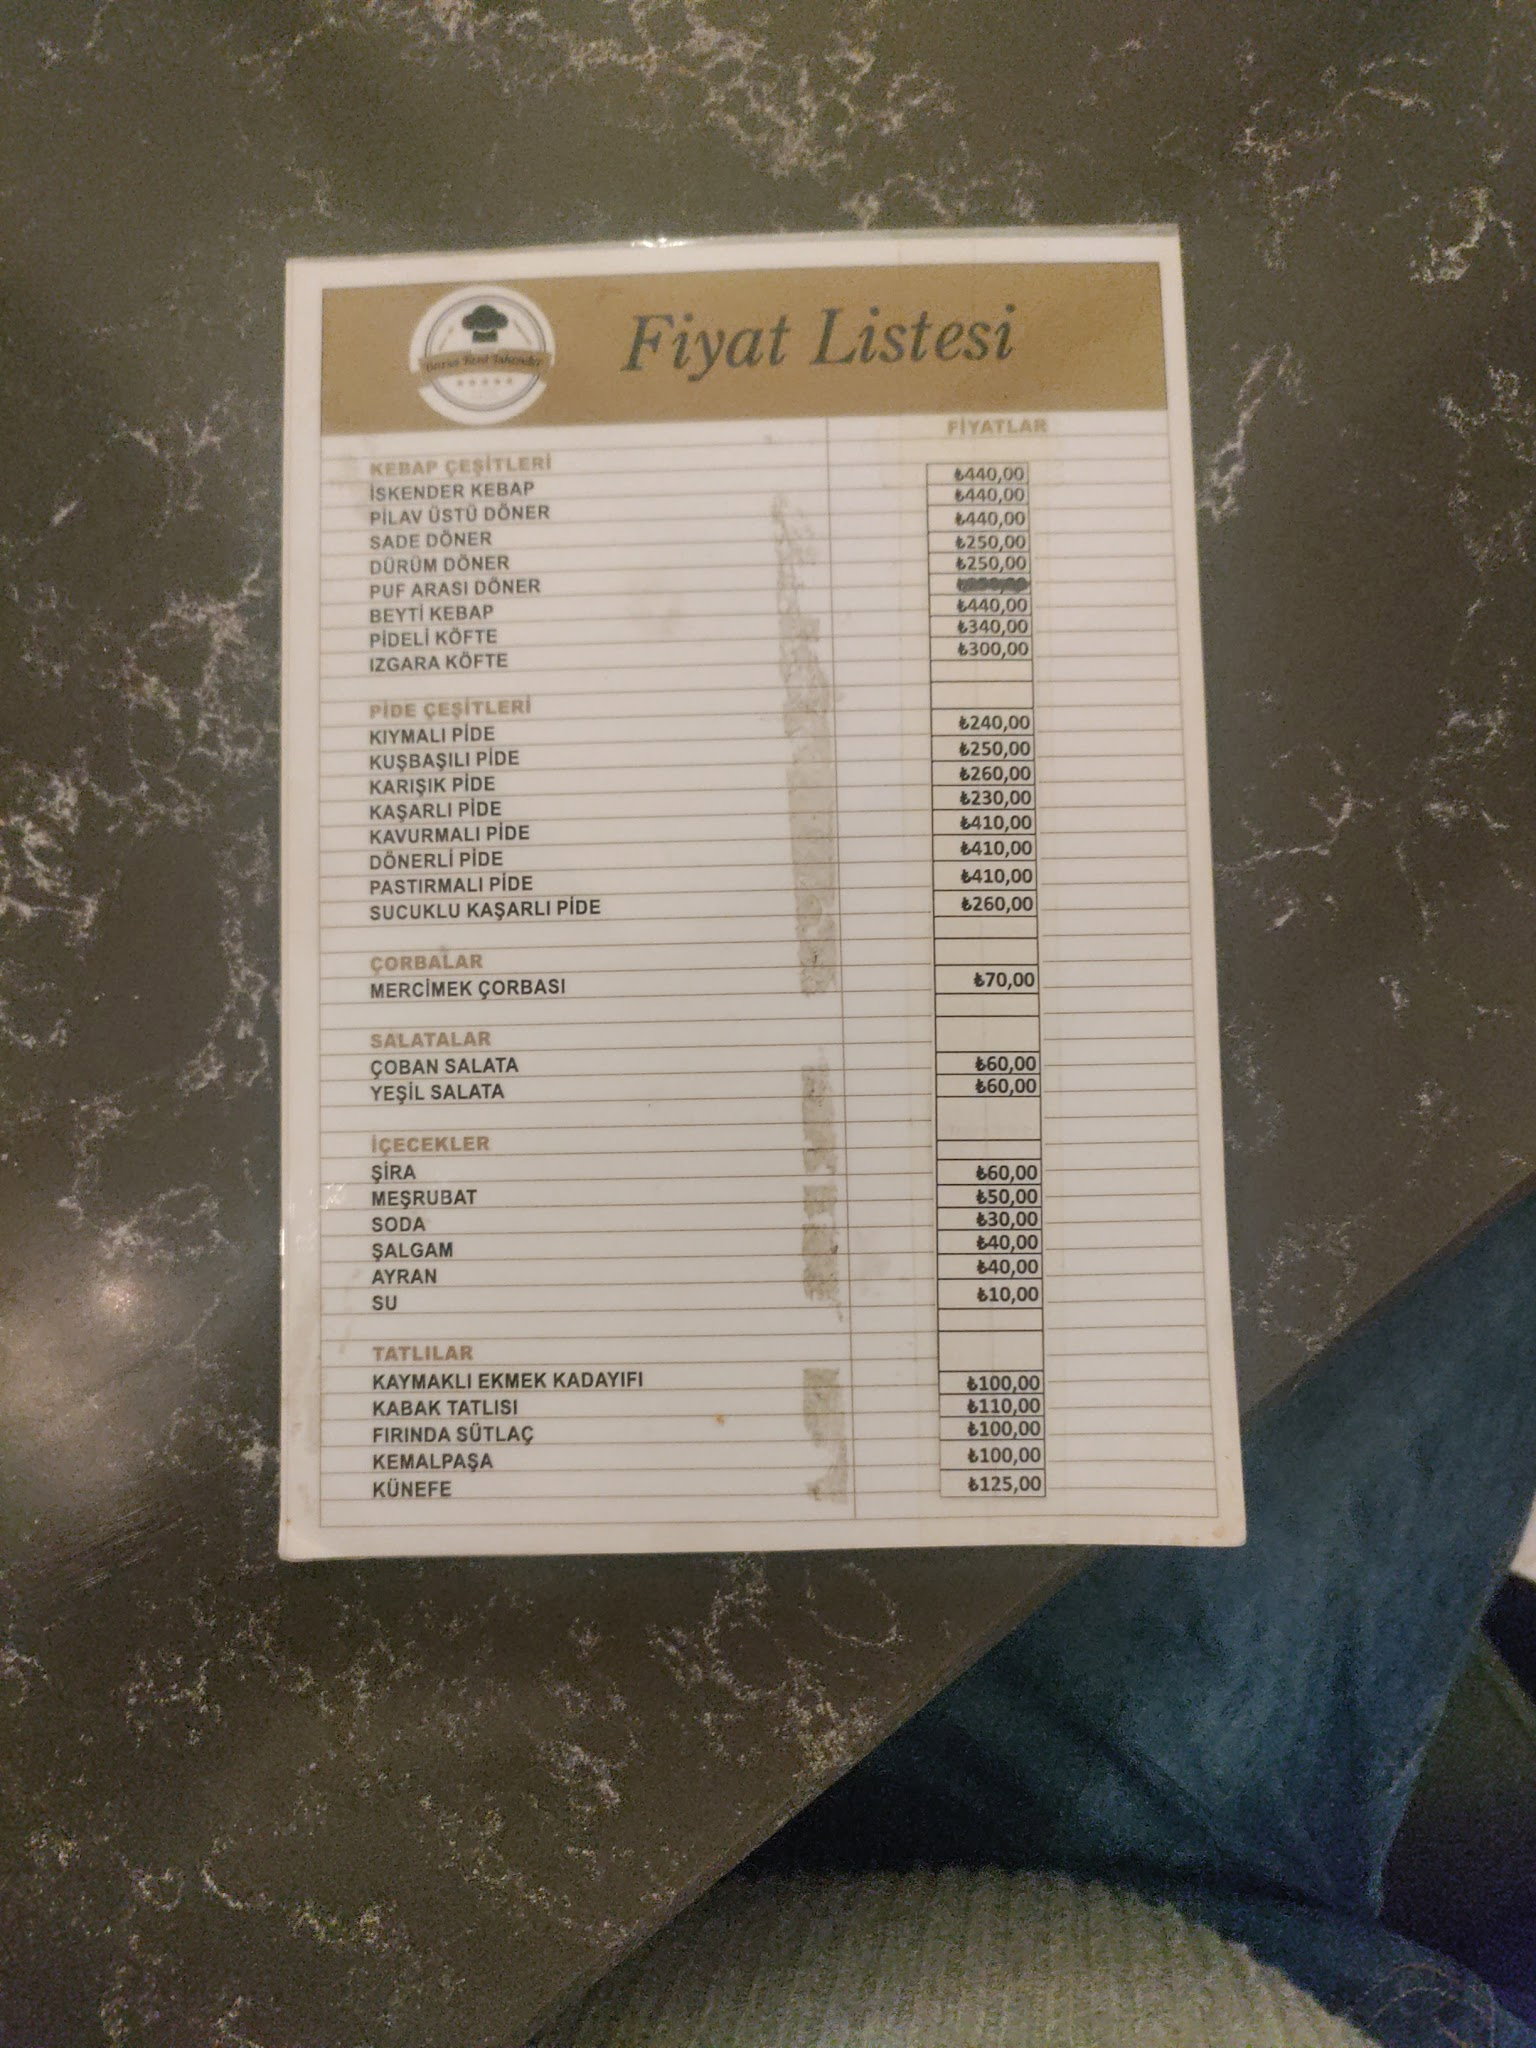 Bursa Kent İskender
Fiyat Listesi
KEBAP ÇEŞİTLERİ
İSKENDER KEBAP
PİLAV ÜSTÜ DÖNER
SADE DÖNER
DÜRÜM DÖNER
PUF ARASI DÖNER
BEYTİ KEBAP
PİDELİ KÖFTE
IZGARA KÖFTE
PİDE ÇEŞİTLERİ
KIYMALI PİDE
KUŞBAŞILI PİDE
KARIŞIK PİDE
KAŞARLI PİDE
KAVURMALI PİDE
DÖNERLİ PİDE
PASTIRMALI PİDE
SUCUKLU KAŞARLI PİDE
ÇORBALAR
MERCİMEK ÇORBASI
SALATALAR
ÇOBAN SALATA
YEŞİL SALATA
İÇECEKLER
ŞİRA
MEŞRUBAT
SODA
ŞALGAM
AYRAN
SU
TATLILAR
KAYMAKLI EKMEK KADAYIFI
KABAK TATLISI
FIRINDA SÜTLAÇ
KEMALPAŞA
KÜNEFE
FİYATLAR
₺440,00
₺440,00
₺440,00
₺250,00
₺250,00
₺440,00
₺340,00
₺300,00
₺240,00
₺250,00
₺260,00
₺230,00
₺410,00
₺410,00
₺410,00
₺260,00
₺70,00
₺60,00
₺60,00
₺60,00
₺50,00
₺30,00
₺40,00
₺40,00
₺10,00
₺100,00
₺110,00
₺100,00
₺100,00
₺125,00